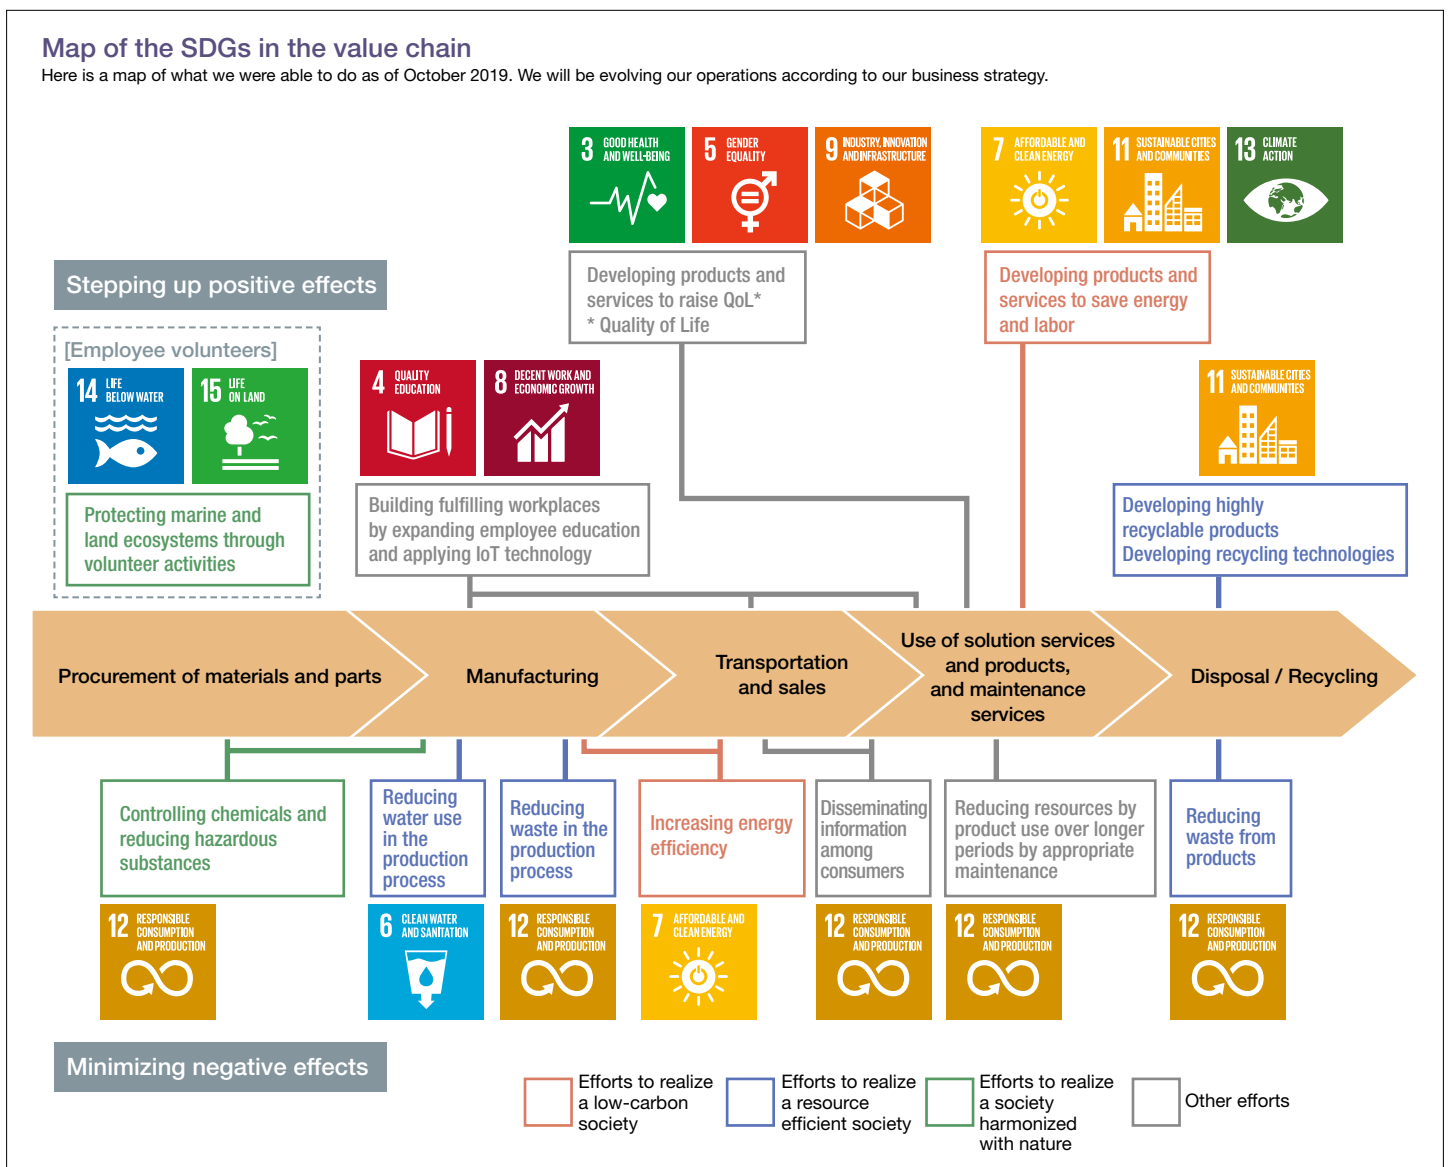 Map of the SDGs in the value chain
Here is a map of what we were able to do as of October 2019. We will be evolving our operations according to our business strategy.
3 GOOD HEALTH
AND WELL-BEING
5 GENDER
EQUALITY
9 INDUSTRY, INNOVATION
AND INFRASTRUCTURE
7 AFFORDABLE AND
CLEAN ENERGY
11 SUSTAINABLE CITIES
AND COMMUNITIES
13 CLIMATE
ACTION
Stepping up positive effects
Developing products and
services to raise QoL*
* Quality of Life
Developing products and
services to save energy
and labor
[Employee volunteers]
14 LIFE
BELOW WATER
15 LIFE
ON LAND
4 QUALITY
EDUCATION
8 DECENT WORK AND
ECONOMIC GROWTH
11 SUSTAINABLE CITIES
AND COMMUNITIES
Protecting marine and
land ecosystems through
volunteer activities
Building fulfilling workplaces
by expanding employee education
and applying IoT technology
Developing highly
recyclable products
Developing recycling technologies
Procurement of materials and parts
Manufacturing
Transportation
and sales
Use of solution services
and products,
and maintenance
services
Disposal / Recycling
Controlling chemicals and
reducing hazardous
substances
Reducing
water use
in the
production
process
Reducing
waste in the
production
process
Increasing energy
efficiency
Disseminating
information
among
consumers
Reducing resources by
product use over longer
periods by appropriate
maintenance
Reducing
waste from
products
12 RESPONSIBLE
CONSUMPTION
AND PRODUCTION
6 CLEAN WATER
AND SANITATION
12 RESPONSIBLE
CONSUMPTION
AND PRODUCTION
7 AFFORDABLE AND
CLEAN ENERGY
12 RESPONSIBLE
CONSUMPTION
AND PRODUCTION
12 RESPONSIBLE
CONSUMPTION
AND PRODUCTION
12 RESPONSIBLE
CONSUMPTION
AND PRODUCTION
Minimizing negative effects
Efforts to realize
a low-carbon
society
Efforts to realize
a resource
efficient society
Efforts to realize
a society
harmonized
with nature
Other efforts